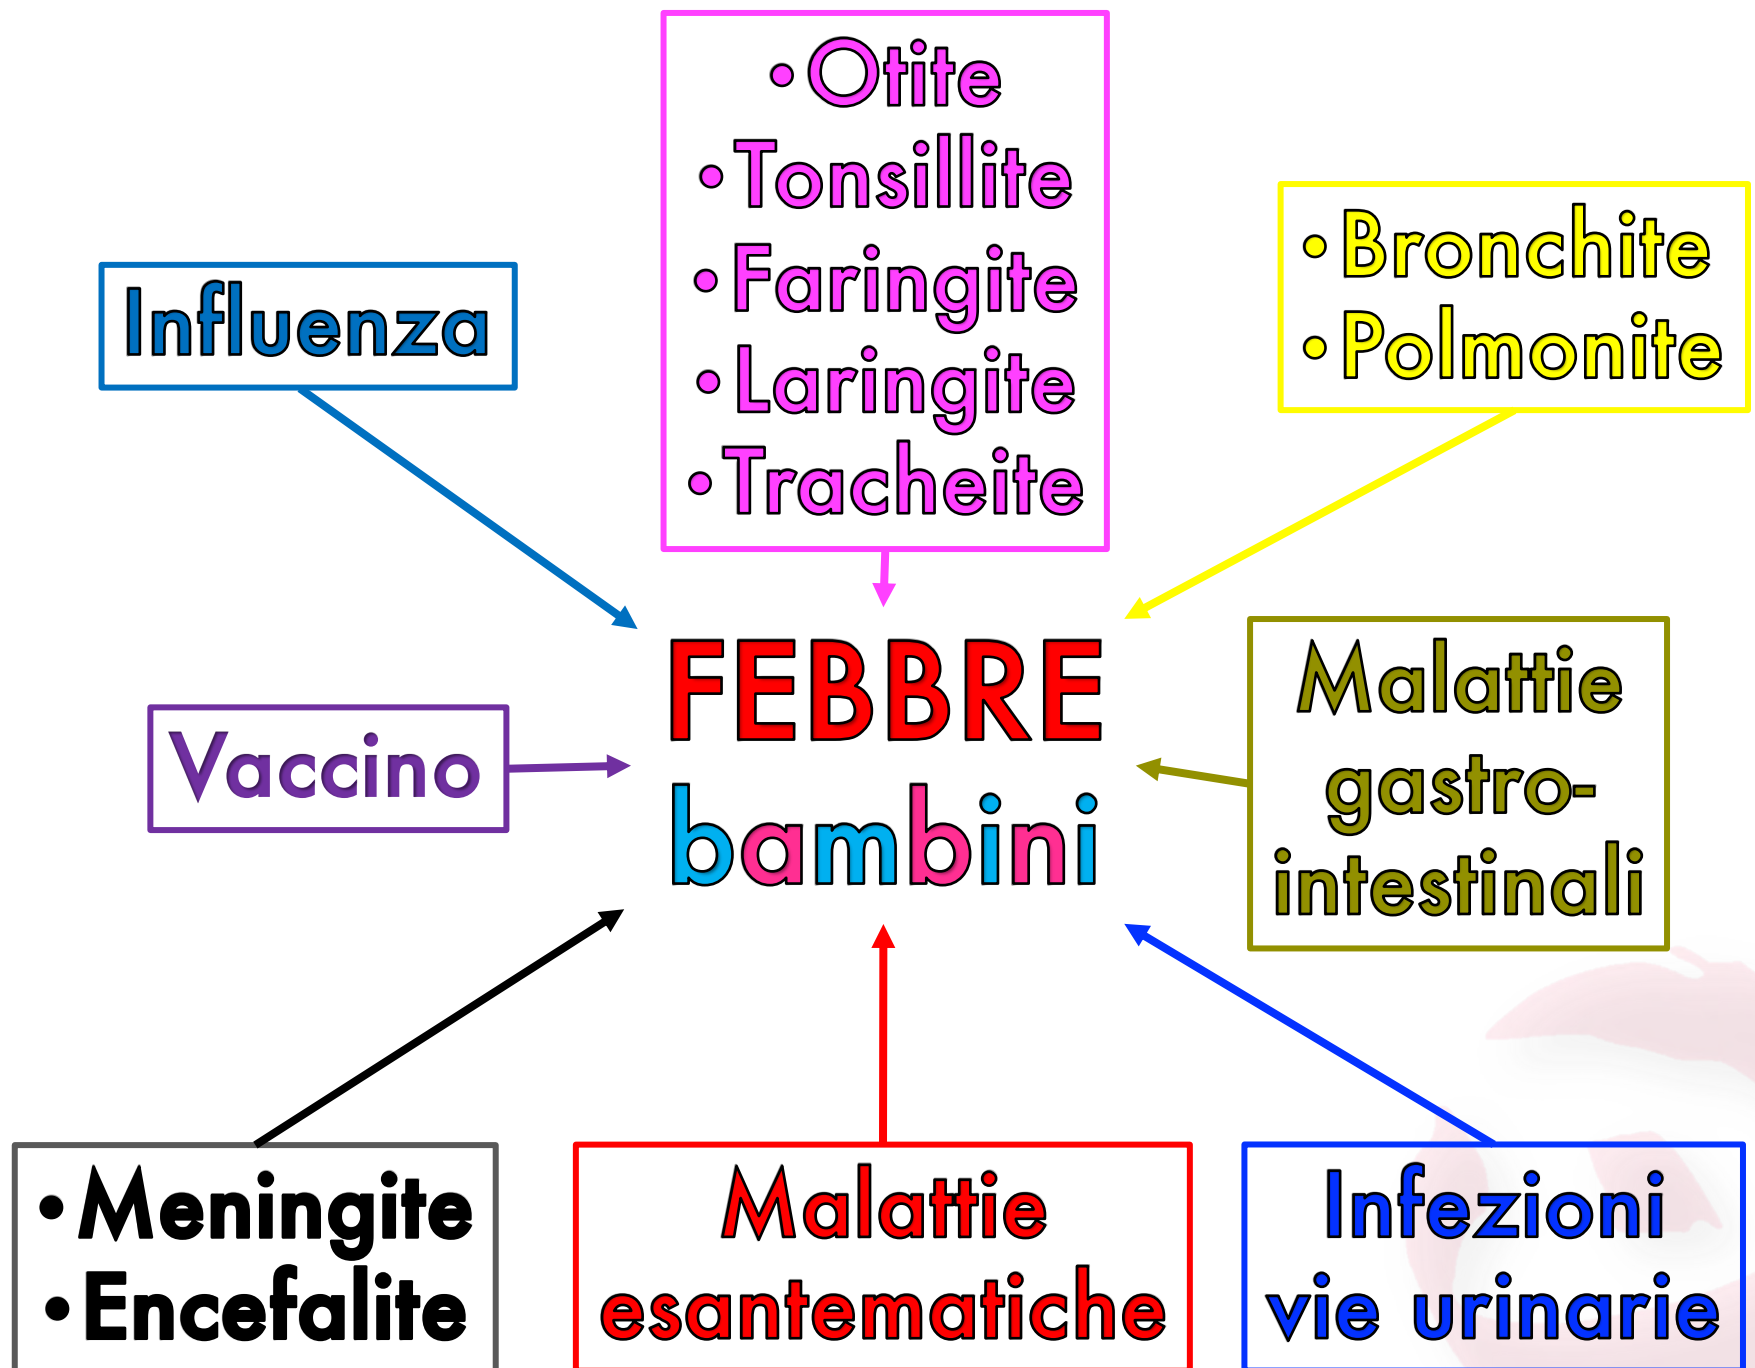 • Otite
• Tonsillite
• Faringite
• Laringite
• Tracheite
• Bronchite
• Polmonite
Influenza
FEBBRE
bambini
Vaccino
Malattie
gastro-
intestinali
• Meningite
• Encefalite
Malattie
esantematiche
Infezioni
vie urinarie